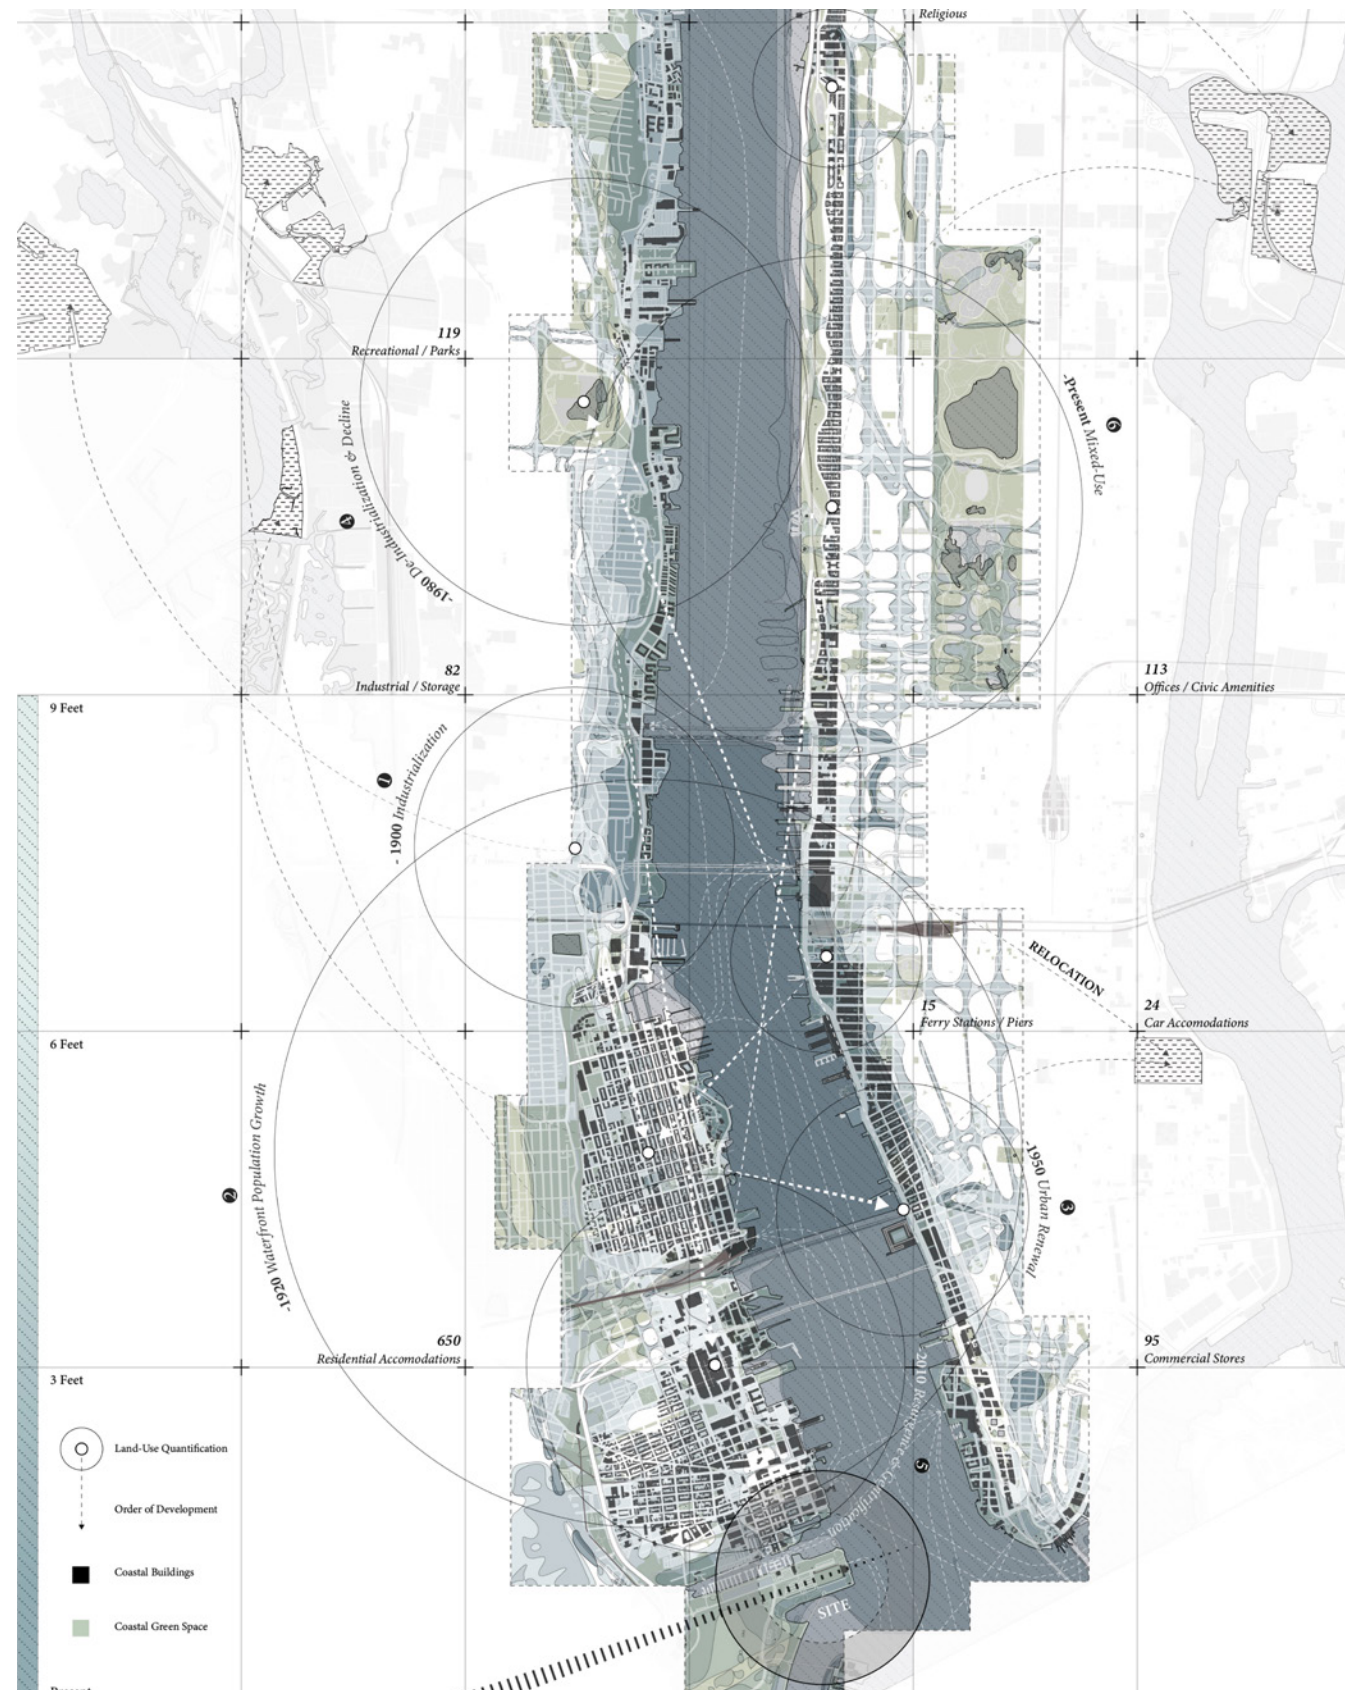 Religious
119
Recreational / Parks
-Present Mixed-Use
6
-1980 De-Industrialization & Decline
4
82
Industrial / Storage
113
Offices / Civic Amenities
9 Feet
- 1900 Industrialization
1
RELOCATION
15
Ferry Stations / Piers
24
Car Accomodations
6 Feet
-1920 Waterfront Population Growth
2
-1950 Urban Renewal
3
650
Residential Accomodations
95
Commercial Stores
3 Feet
-2010 Resurgence & Gentrification
5
Land-Use Quantification
Order of Development
Coastal Buildings
Coastal Green Space
SITE
Present